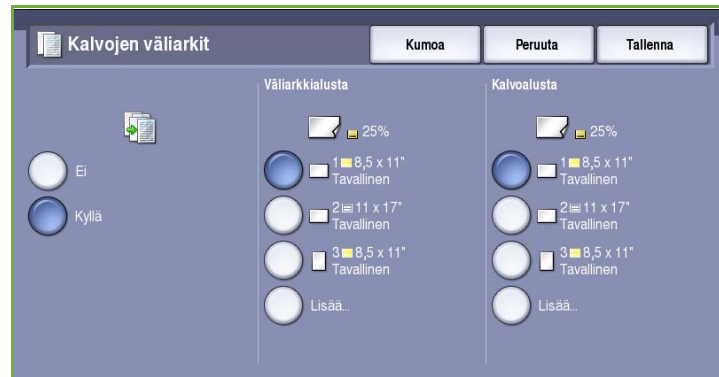 Kalvojen väliarkit
Kumoa
Peruuta
Tallenna
Ei
Kyllä
Väliarkkialusta
25%
1 8,5 x 11"
Tavallinen
2 11 x 17"
Tavallinen
3 8,5 x 11"
Tavallinen
Lisää...
Kalvoalusta
25%
1 8,5 x 11"
Tavallinen
2 11 x 17"
Tavallinen
3 8,5 x 11"
Tavallinen
Lisää...